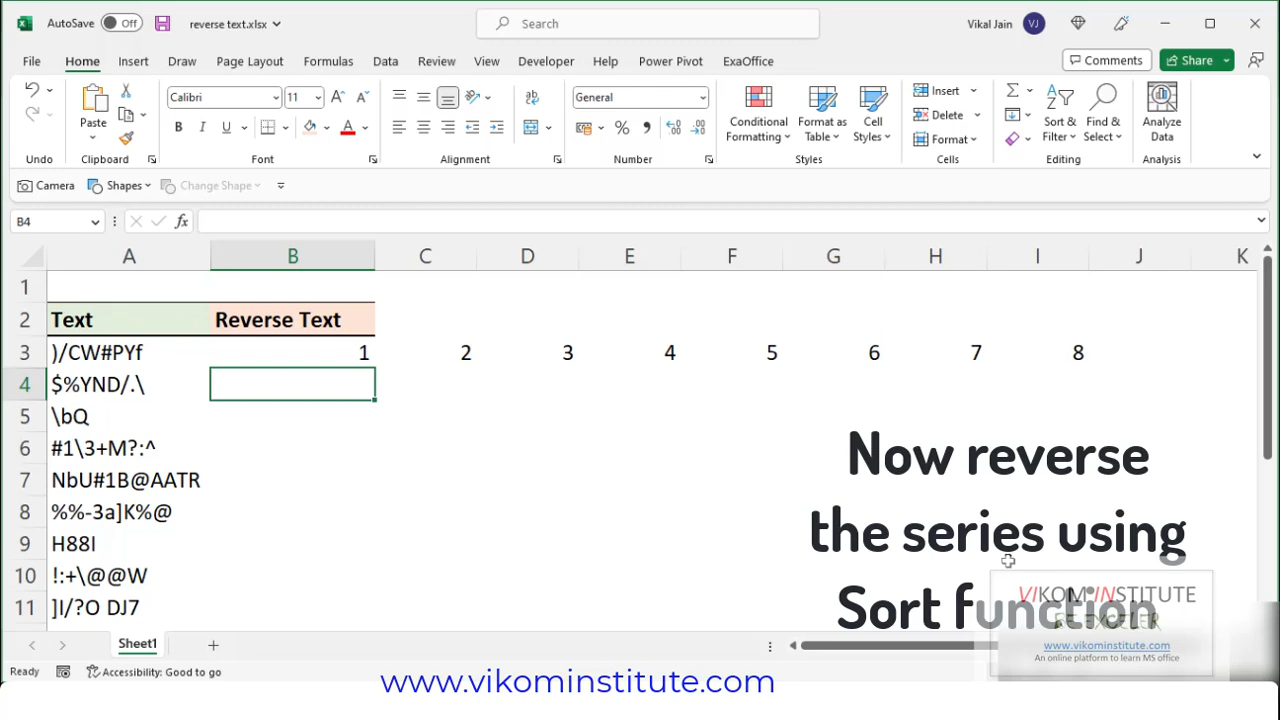 AutoSave Off reverse text.xlsx Search Vikal Jain VJ
File Home Insert Draw Page Layout Formulas Data Review View Developer Help Power Pivot ExaOffice Comments Share
Calibri 11 General Insert
Paste Conditional Format as Cell Delete Sort & Find & Analyze
B I U Formatting Table Styles Format Filter Select Data
Undo Clipboard Font Alignment Number Styles Cells Editing Analysis
Camera Shapes Change Shape
B4 fx
A B C D E F G H I J K
1
2 Text Reverse Text
3 )/CW#PYf 1 2 3 4 5 6 7 8
4 $%YND/.\
5 \bQ
6 #1\3+M?:^
7 NbU#1B@AATR
8 %%-3a]K%@
9 H88I
10 !:+\@@W
11 ]I/?O DJ7
Now reverse
the series using
Sort function
VIKOM INSTITUTE
BE EXCELER
www.vikominstitute.com
An online platform to learn MS office
Sheet1
Ready Accessibility: Good to go
www.vikominstitute.com